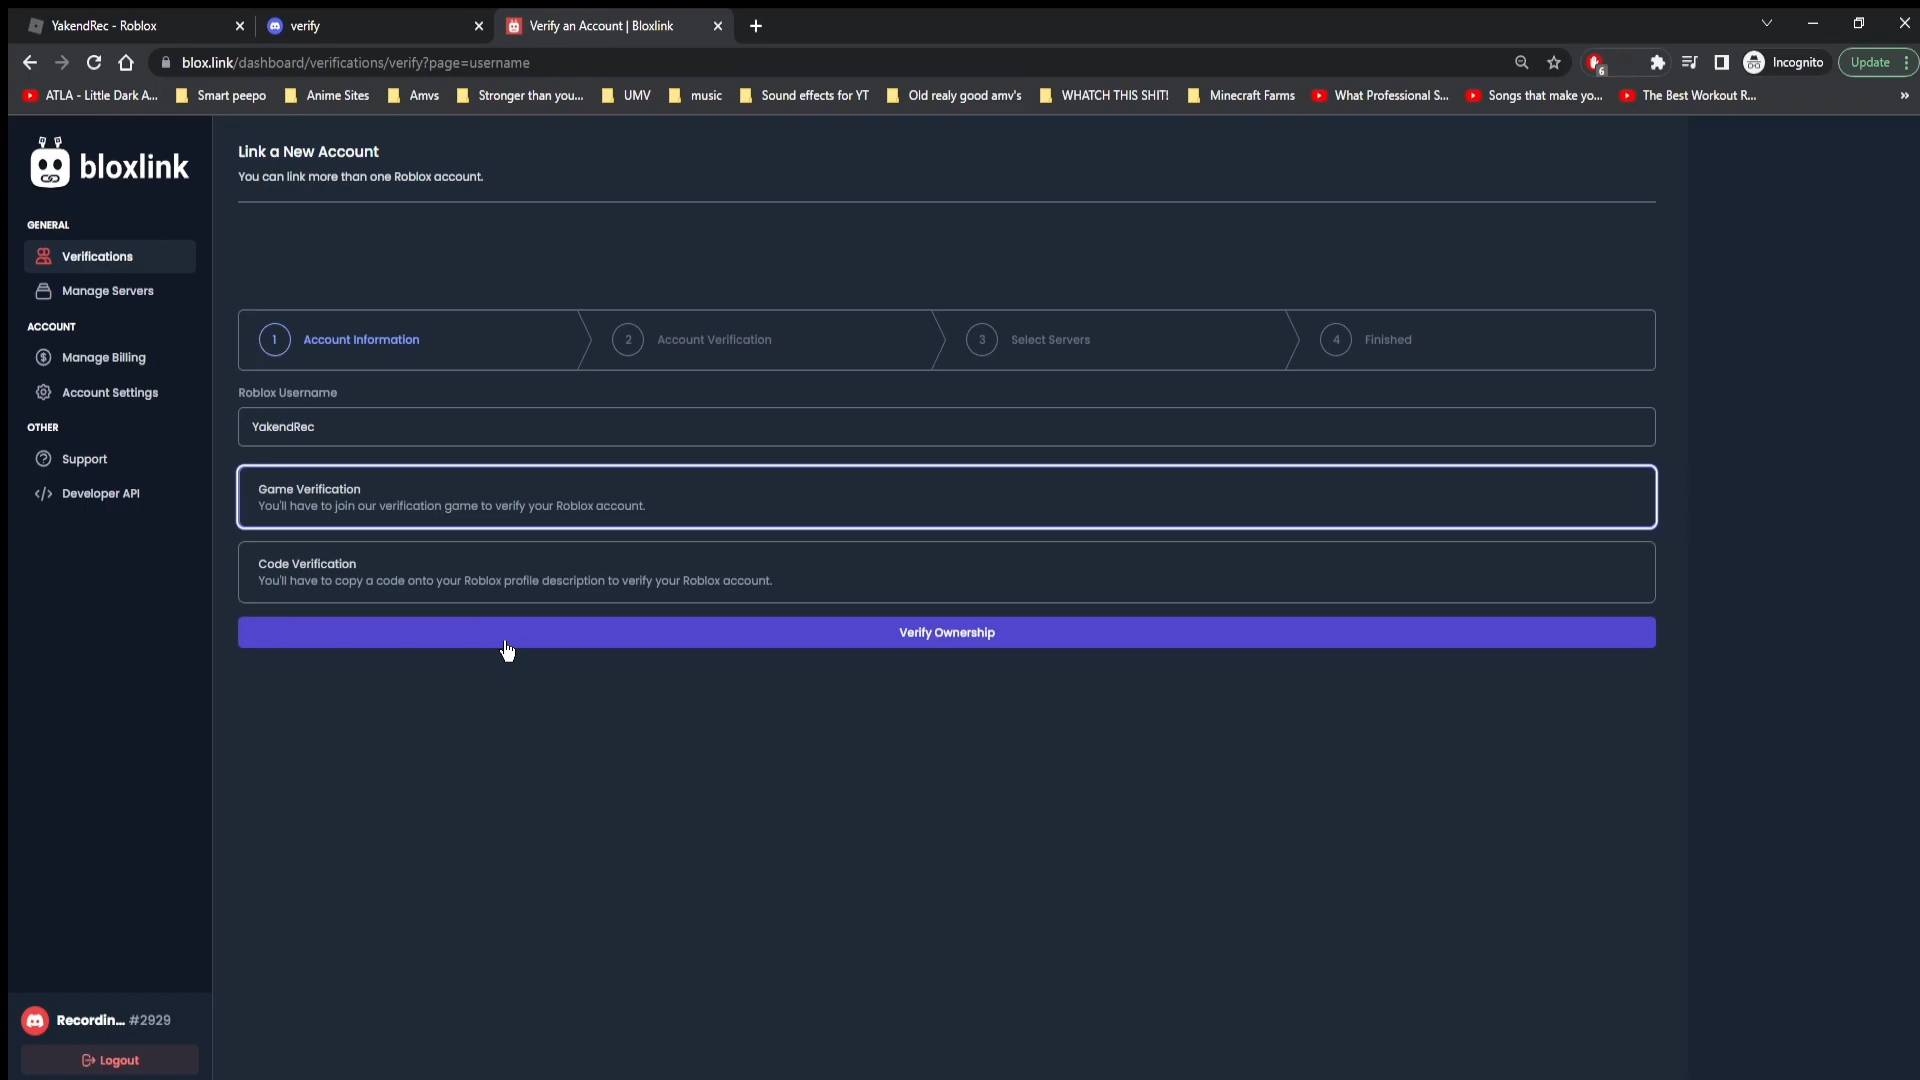 YakendRec - Roblox
verify
Verify an Account | Bloxlink
blox.link/dashboard/verifications/verify?page=username
6
Incognito
Update
ATLA - Little Dark A...
Smart peepo
Anime Sites
Amvs
Stronger than you...
UMV
music
Sound effects for YT
Old realy good amv's
WHATCH THIS SHIT!
Minecraft Farms
What Professional S...
Songs that make yo...
The Best Workout R...
»
bloxlink
GENERAL
Verifications
Manage Servers
ACCOUNT
Manage Billing
Account Settings
OTHER
Support
Developer API
Recordin... #2929
Logout
Link a New Account
You can link more than one Roblox account.
1 Account Information
2 Account Verification
3 Select Servers
4 Finished
Roblox Username
YakendRec
Game Verification
You'll have to join our verification game to verify your Roblox account.
Code Verification
You'll have to copy a code onto your Roblox profile description to verify your Roblox account.
Verify Ownership